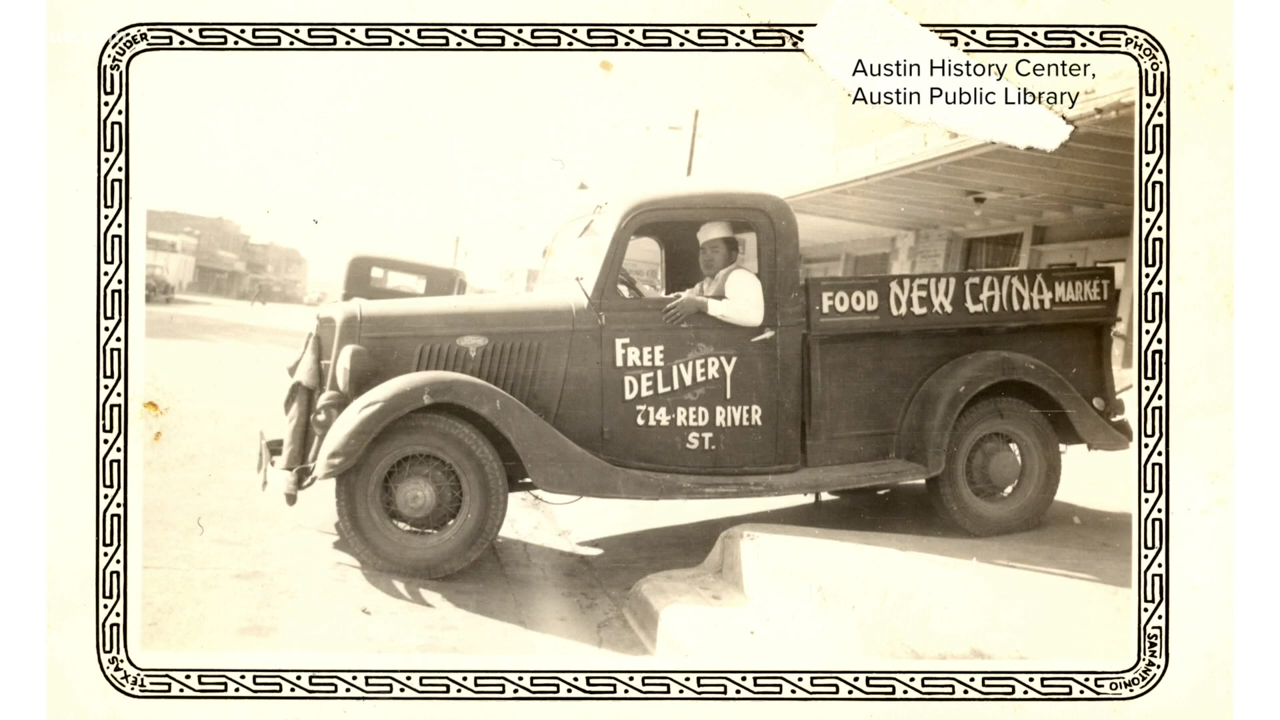 STUDER
PHOTO
Austin History Center,
Austin Public Library
FOOD NEW CAINA MARKET
FREE
DELIVERY
714·RED RIVER
ST.
TEXAS
SAN ANTONIO